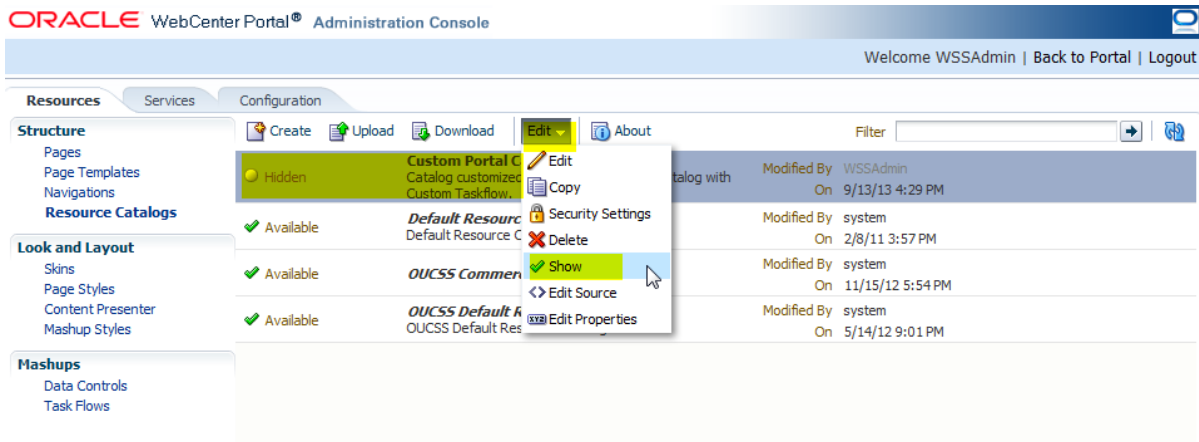 ORACLE WebCenter Portal® Administration Console
Welcome WSSAdmin | Back to Portal | Logout
Resources Services Configuration
Structure
Pages
Page Templates
Navigations
Resource Catalogs
Look and Layout
Skins
Page Styles
Content Presenter
Mashup Styles
Mashups
Data Controls
Task Flows
Create Upload Download Edit About Filter
Hidden
Custom Portal C
Catalog customized
talog with
Custom Taskflow.
Modified By WSSAdmin
On 9/13/13 4:29 PM
Available
Default Resourc
Default Resource C
Modified By system
On 2/8/11 3:57 PM
Available
OUCSS Commer
Modified By system
On 11/15/12 5:54 PM
Available
OUCSS Default R
OUCSS Default Res
Modified By system
On 5/14/12 9:01 PM
Edit
Copy
Security Settings
Delete
Show
Edit Source
xyz Edit Properties